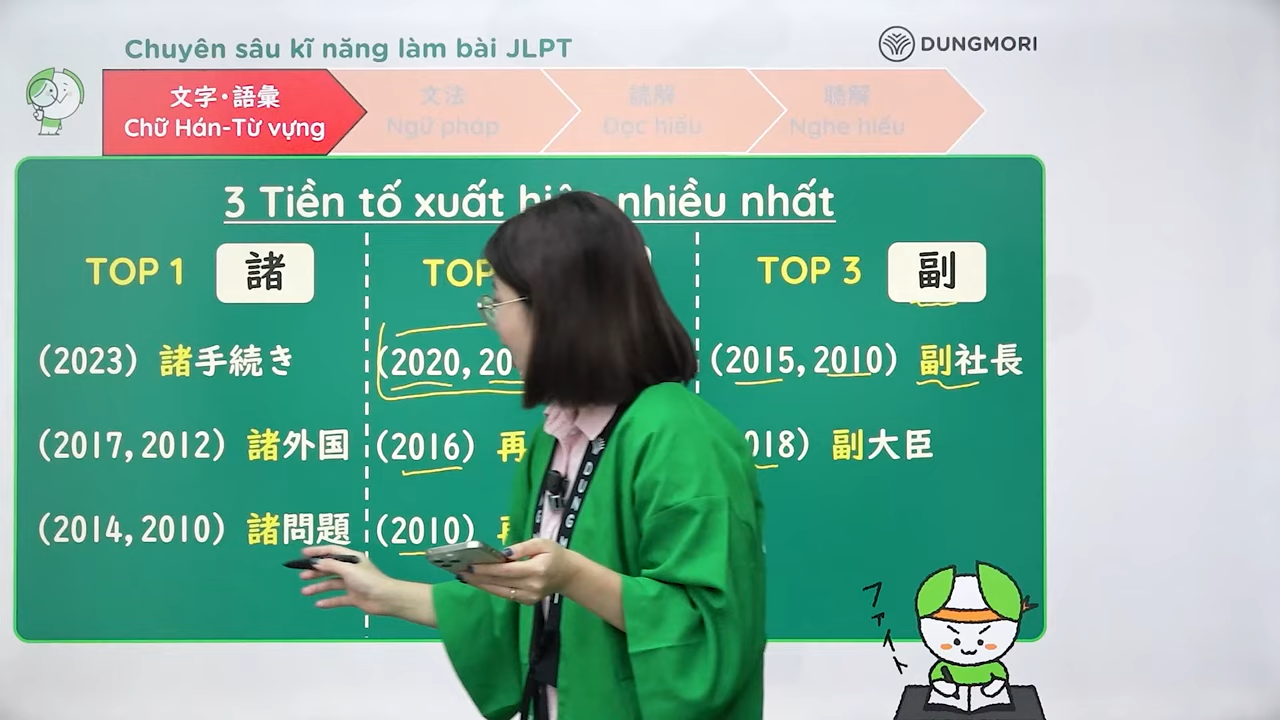 Chuyên sâu kĩ năng làm bài JLPT
DUNGMORI
文字・語彙
Chữ Hán-Từ vựng
文法
Ngữ pháp
読解
Đọc hiểu
聴解
Nghe hiểu
3 Tiền tố xuất nhiều nhất
TOP 1 諸
(2023) 諸手続き
(2017, 2012) 諸外国
(2014, 2010) 諸問題
TOP
(2020, 20
(2016) 再
(2010)
TOP 3 副
(2015, 2010) 副社長
018) 副大臣
ファイト
DUNG